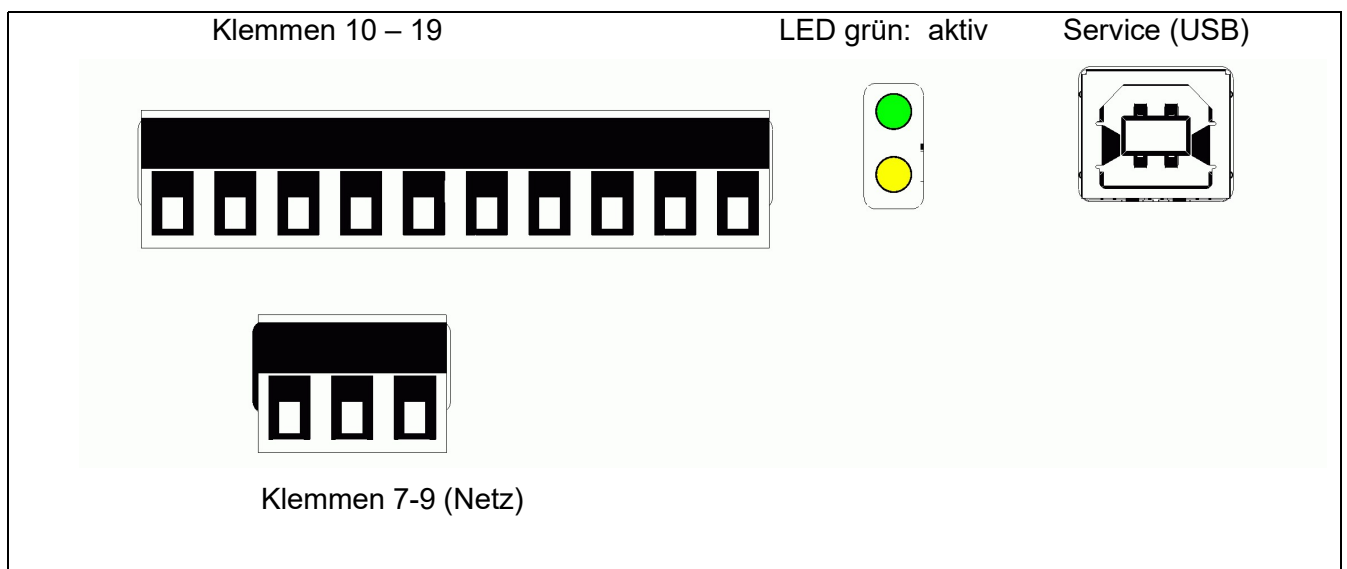 Klemmen 10 – 19 LED grün: aktiv Service (USB)
Klemmen 7-9 (Netz)